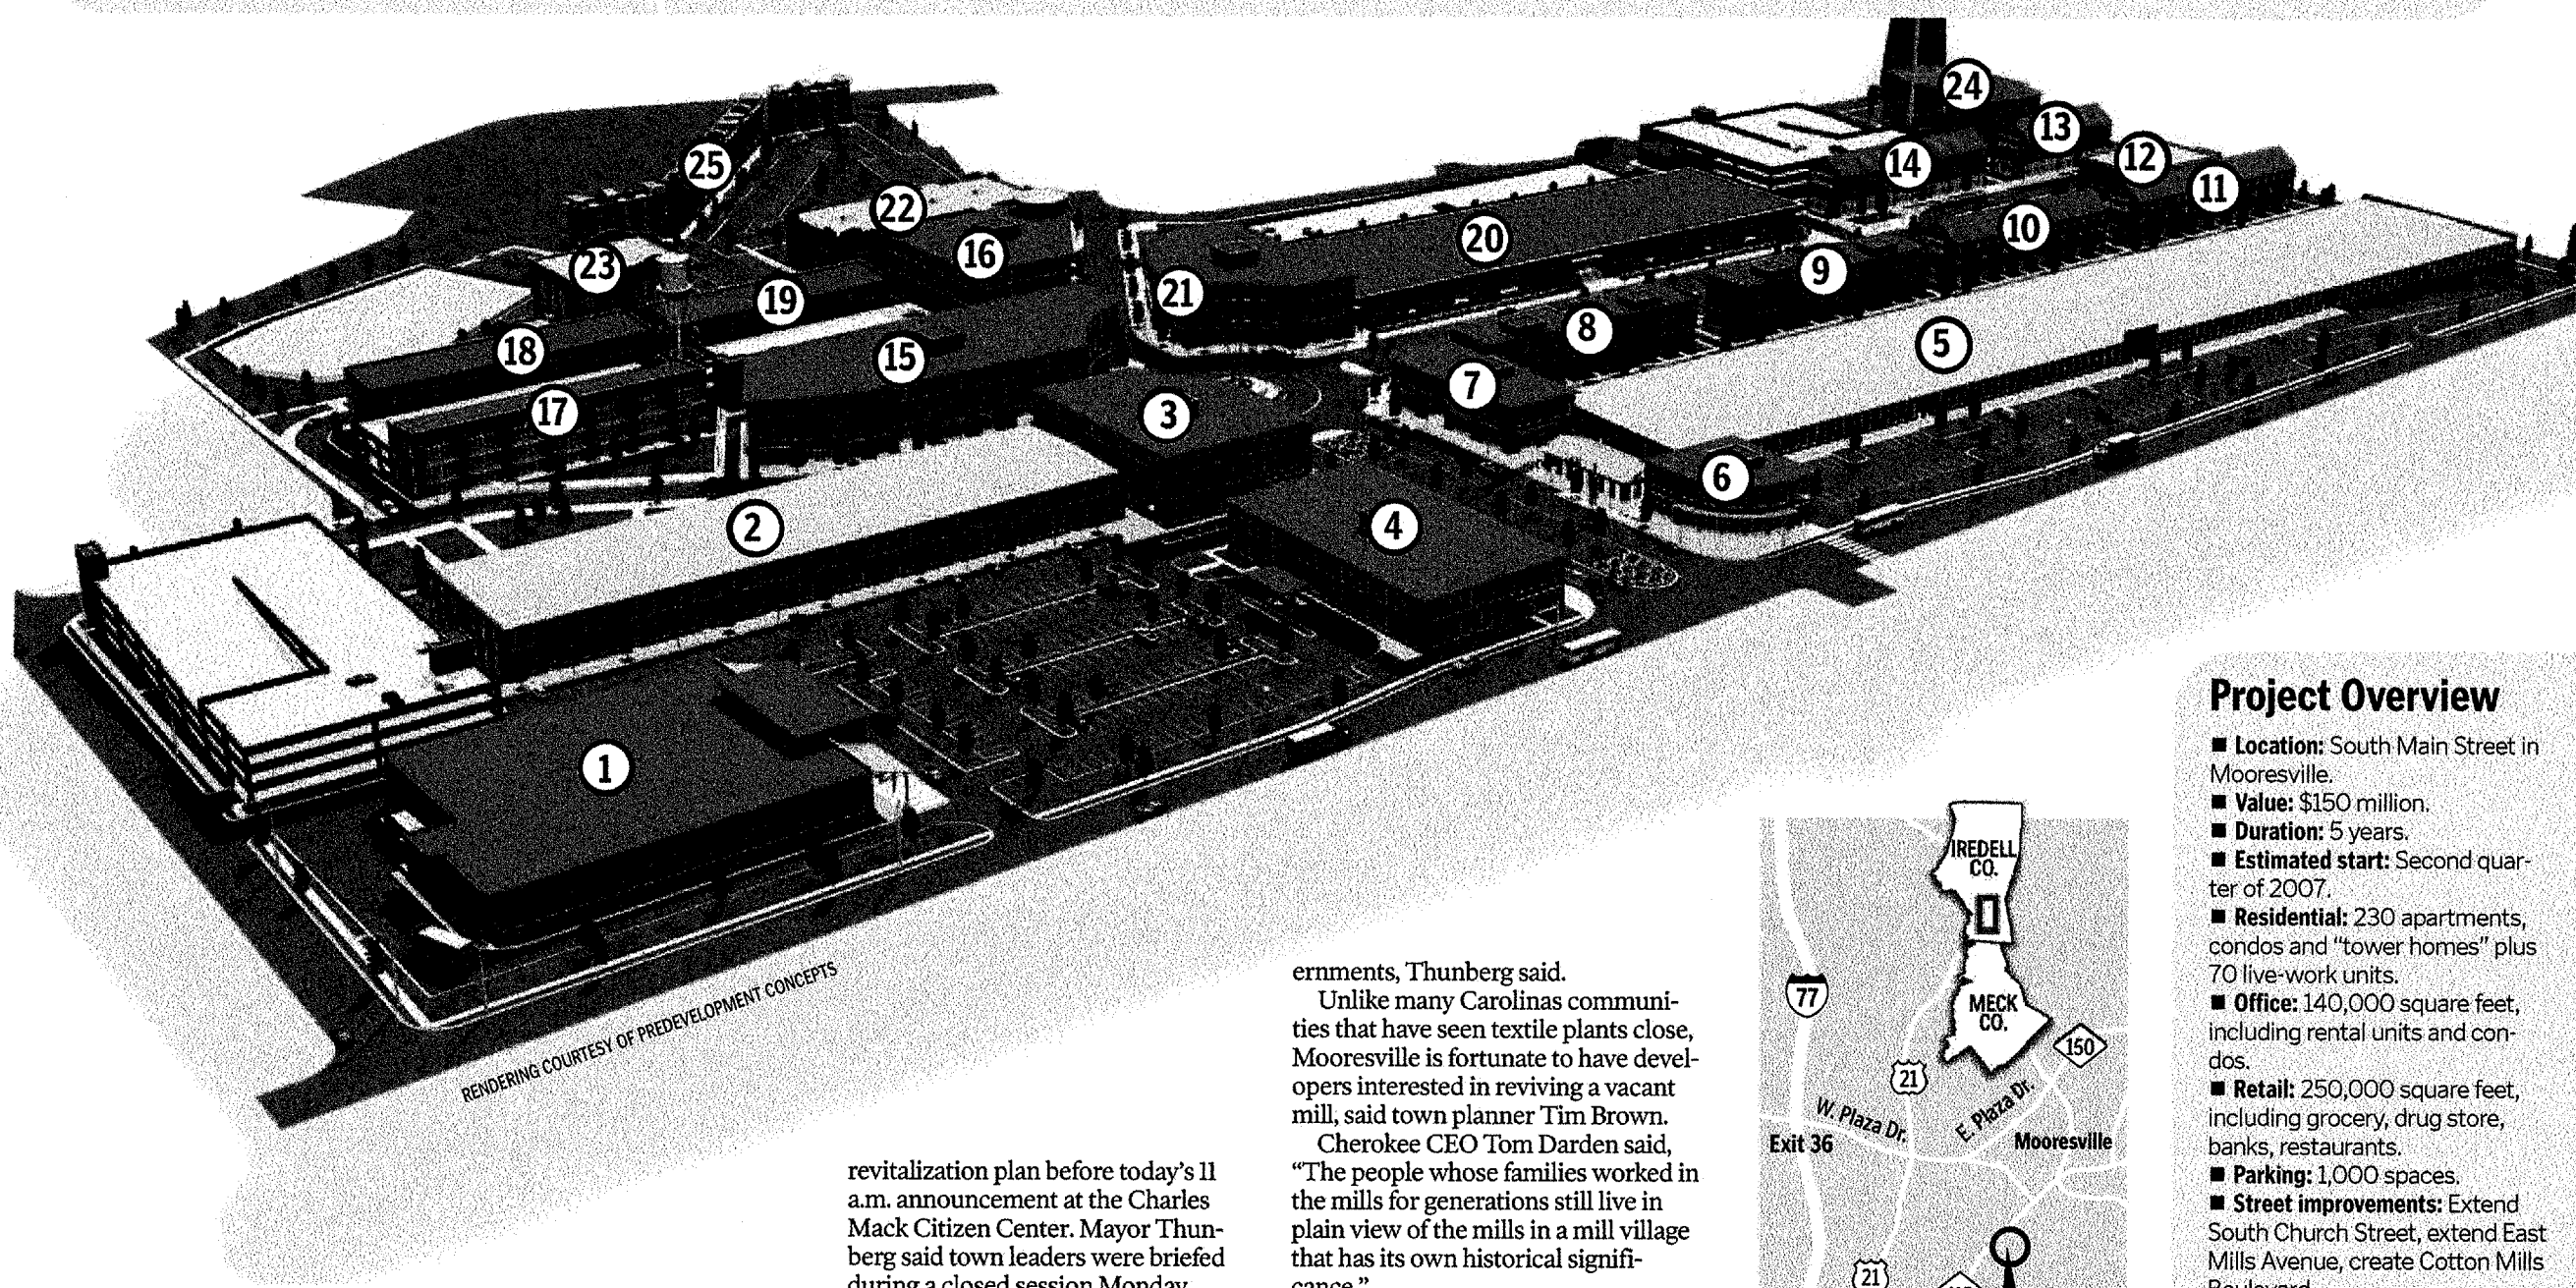 25
22
16
23
19
18
15
17
24
13
14
12
11
20
10
9
21
8
5
7
3
6
2
4
1
RENDERING COURTESY OF PREDEVELOPMENT CONCEPTS
revitalization plan before today's 11
a.m. announcement at the Charles
Mack Citizen Center. Mayor Thun-
berg said town leaders were briefed
during a closed session Monday
ernments, Thunberg said.
Unlike many Carolinas communi-
ties that have seen textile plants close,
Mooresville is fortunate to have devel-
opers interested in reviving a vacant
mill, said town planner Tim Brown.
Cherokee CEO Tom Darden said,
“The people whose families worked in
the mills for generations still live in
plain view of the mills in a mill village
that has its own historical signifi-
cance.”
IREDELL
CO.
MECK
CO.
77
21
150
W. Plaza Dr.
E. Plaza Dr.
Exit 36
Mooresville
21
Project Overview
■ Location: South Main Street in
Mooresville.
■ Value: $150 million.
■ Duration: 5 years.
■ Estimated start: Second quar-
ter of 2007.
■ Residential: 230 apartments,
condos and “tower homes” plus
70 live-work units.
■ Office: 140,000 square feet,
including rental units and con-
dos.
■ Retail: 250,000 square feet,
including grocery, drug store,
banks, restaurants.
■ Parking: 1,000 spaces.
■ Street improvements: Extend
South Church Street, extend East
Mills Avenue, create Cotton Mills
Boulevard